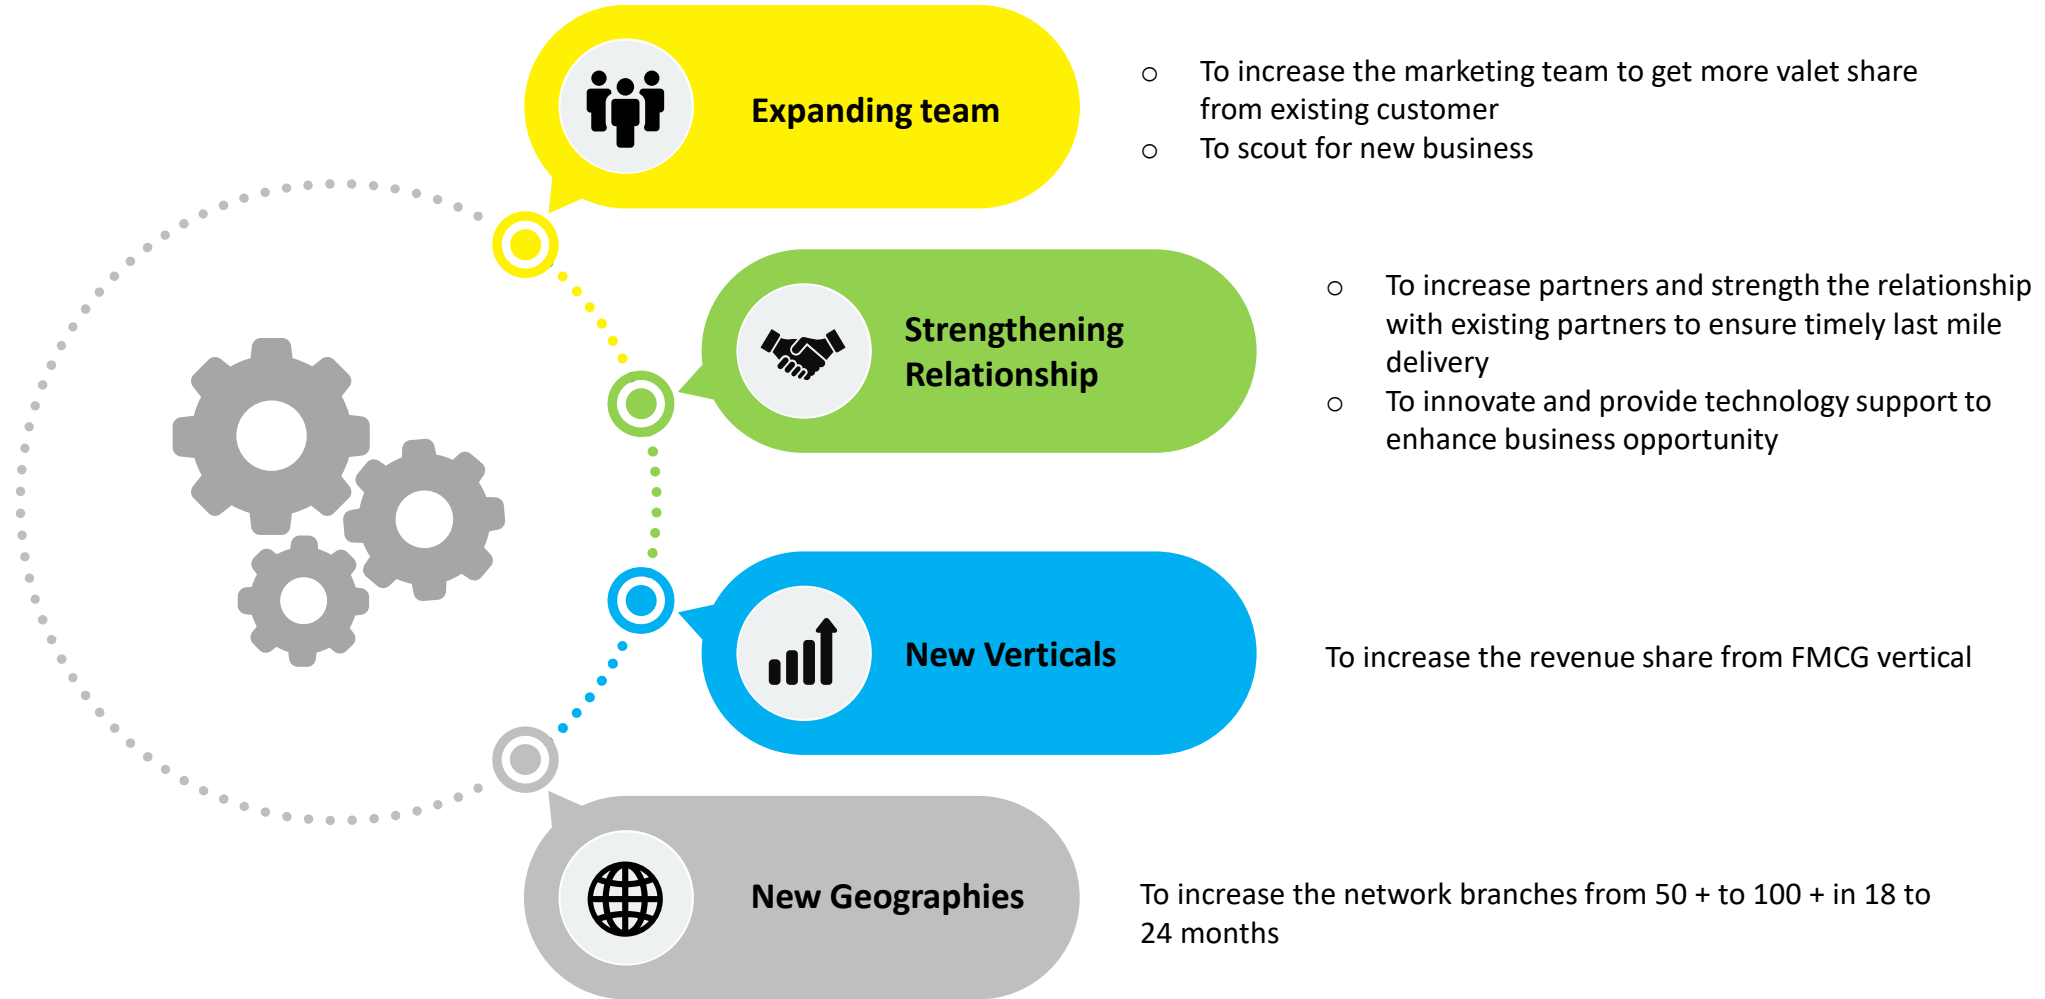 Expanding team
○ To increase the marketing team to get more valet share
from existing customer
○ To scout for new business
Strengthening
Relationship
○ To increase partners and strength the relationship
with existing partners to ensure timely last mile
delivery
○ To innovate and provide technology support to
enhance business opportunity
New Verticals
To increase the revenue share from FMCG vertical
New Geographies
To increase the network branches from 50 + to 100 + in 18 to
24 months